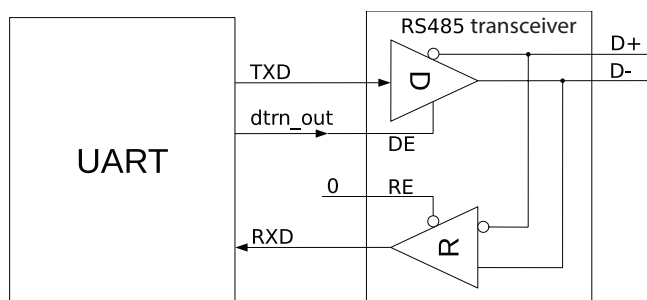 RS485 transceiver
D+
TXD
D
D-
dtrn_out
DE
UART
0
RE
RXD
R